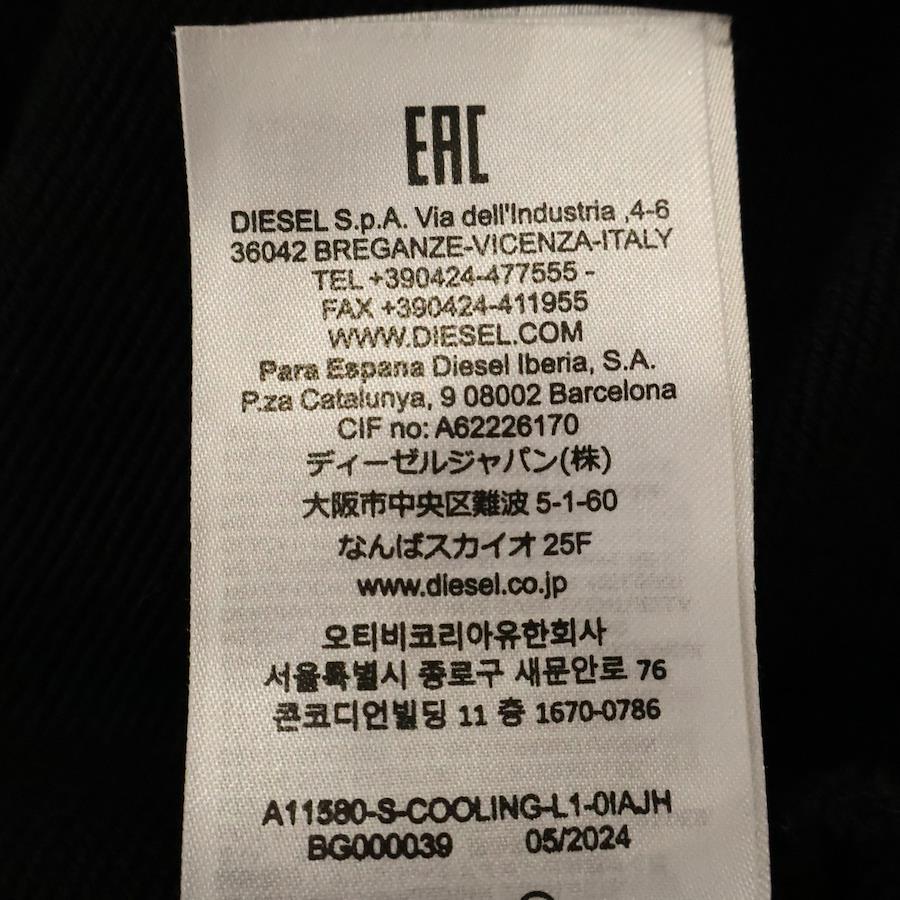 EAC
DIESEL S.p.A. Via dell'Industria ,4-6
36042 BREGANZE-VICENZA-ITALY
TEL +390424-477555 -
FAX +390424-411955
WWW.DIESEL.COM
Para Espana Diesel Iberia, S.A.
P.za Catalunya, 9 08002 Barcelona
CIF no: A62226170
ディーゼルジャパン(株)
大阪市中央区難波 5-1-60
なんばスカイオ 25F
www.diesel.co.jp
오티비코리아유한회사
서울특별시 종로구 새문안로 76
콘코디언빌딩 11 층 1670-0786
A11580-S-COOLING-L1-0IAJH
BG000039 05/2024